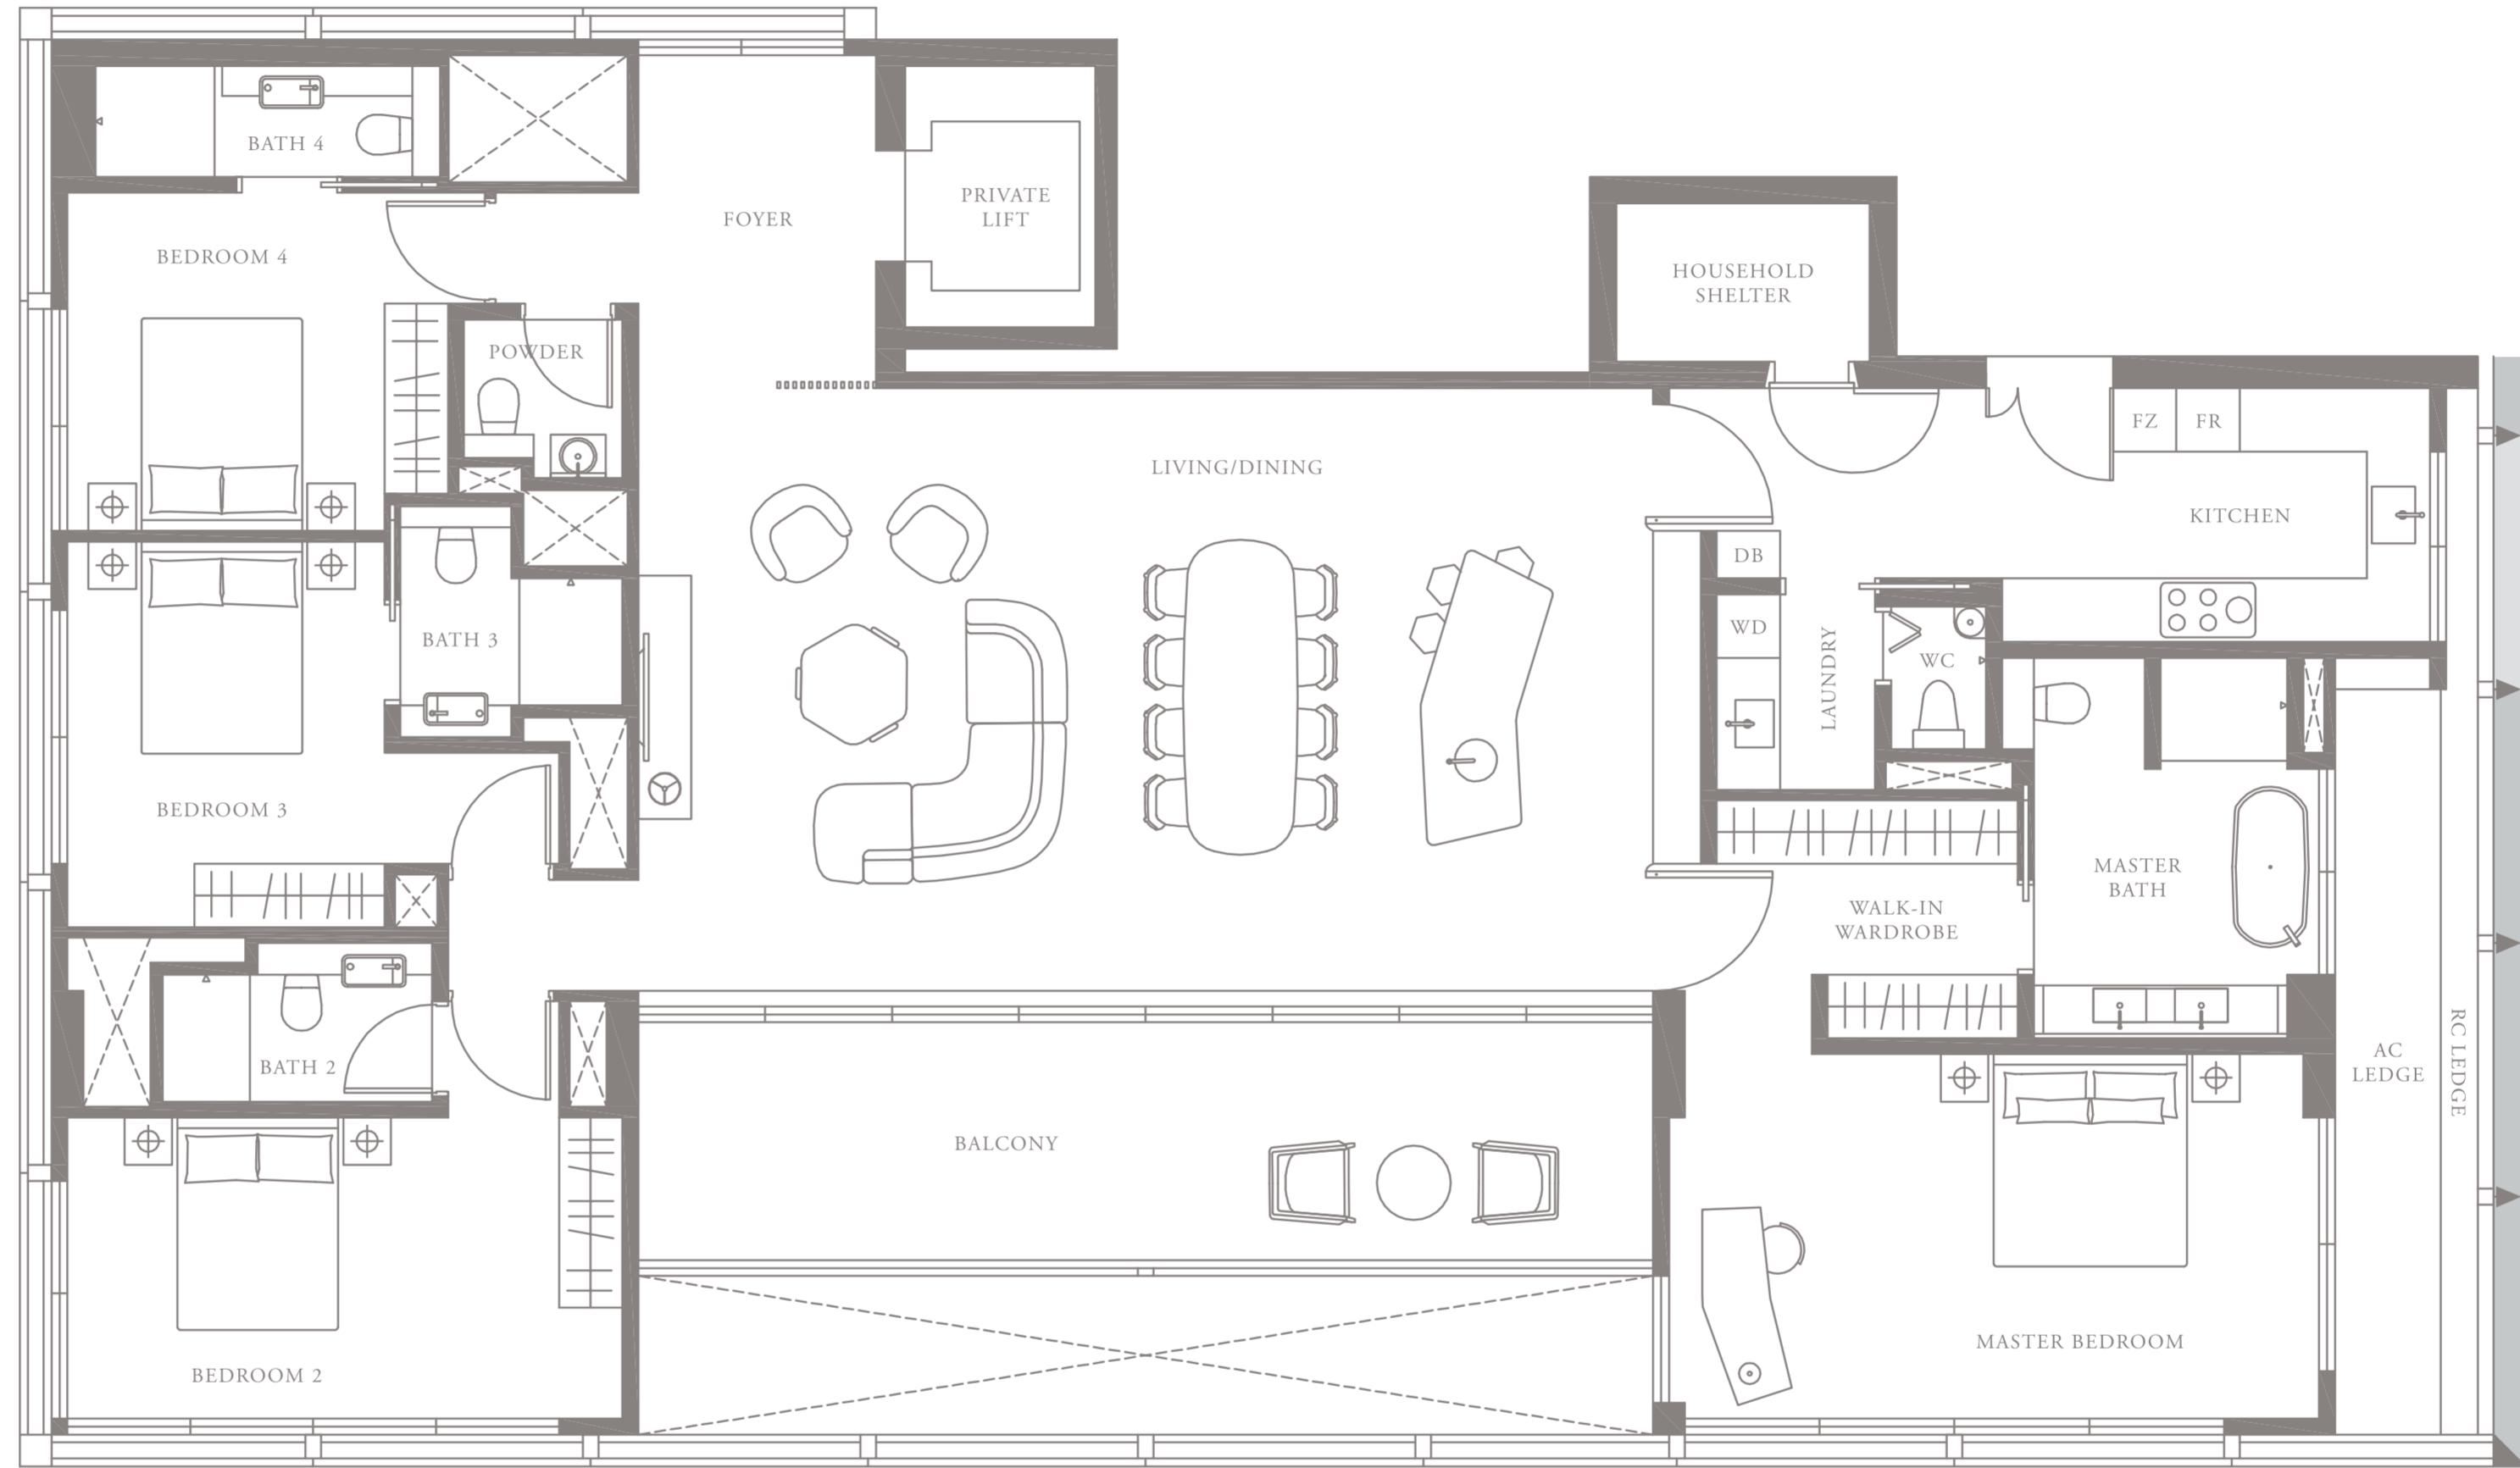 BATH 4
PRIVATE
LIFT
FOYER
BEDROOM 4
HOUSEHOLD
SHELTER
POWDER
FZ
FR
LIVING/DINING
KITCHEN
DB
WD
BATH 3
LAUNDRY
WC
BEDROOM 3
MASTER
BATH
WALK-IN
WARDROBE
BATH 2
AC
LEDGE
RC LEDGE
BALCONY
MASTER BEDROOM
BEDROOM 2